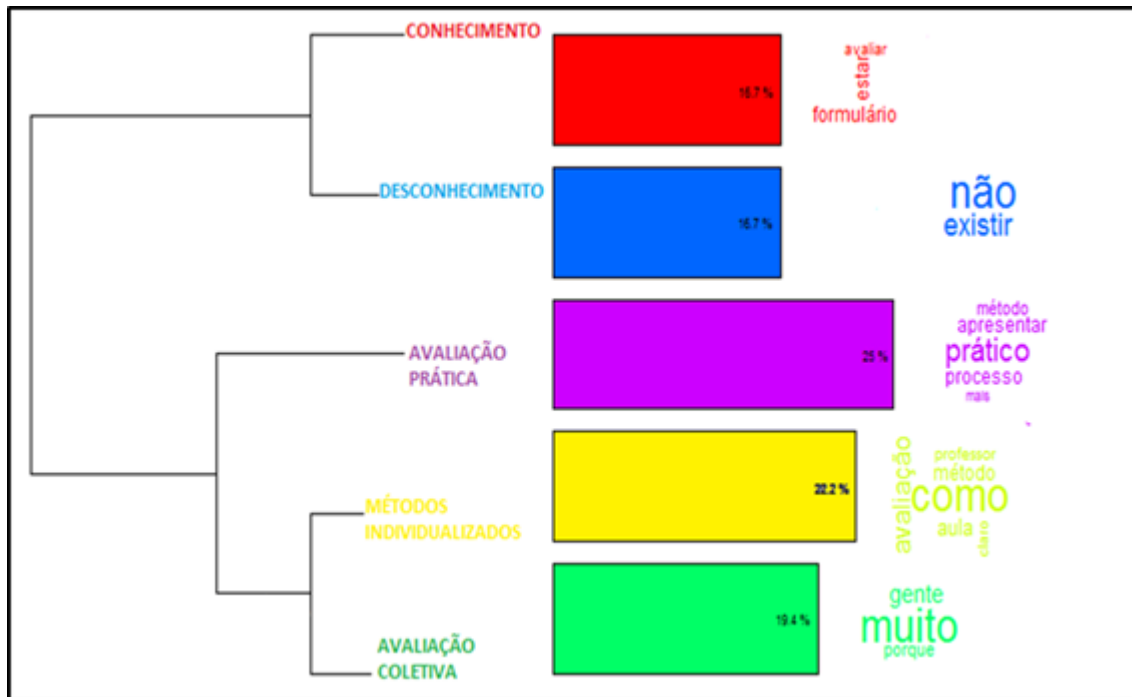 CONHECIMENTO
16.7 %
avaliar
estar
formulário
DESCONHECIMENTO
16.7 %
não
existir
AVALIAÇÃO
PRÁTICA
25 %
método
apresentar
prático
processo
mais
MÉTODOS
INDIVIDUALIZADOS
22.2 %
avaliação
professor
método
como
aula
claro
AVALIAÇÃO
COLETIVA
19.4 %
gente
muito
porque